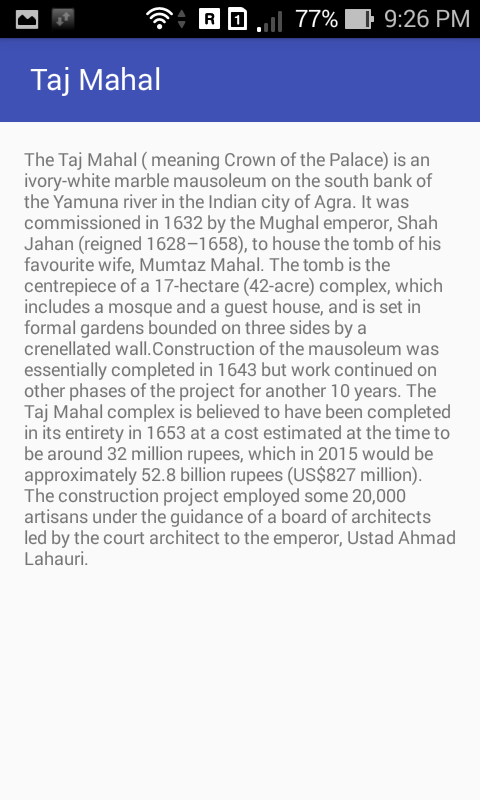 R 1 77% 9:26 PM
Taj Mahal
The Taj Mahal ( meaning Crown of the Palace) is an
ivory-white marble mausoleum on the south bank of
the Yamuna river in the Indian city of Agra. It was
commissioned in 1632 by the Mughal emperor, Shah
Jahan (reigned 1628–1658), to house the tomb of his
favourite wife, Mumtaz Mahal. The tomb is the
centrepiece of a 17-hectare (42-acre) complex, which
includes a mosque and a guest house, and is set in
formal gardens bounded on three sides by a
crenellated wall.Construction of the mausoleum was
essentially completed in 1643 but work continued on
other phases of the project for another 10 years. The
Taj Mahal complex is believed to have been completed
in its entirety in 1653 at a cost estimated at the time to
be around 32 million rupees, which in 2015 would be
approximately 52.8 billion rupees (US$827 million).
The construction project employed some 20,000
artisans under the guidance of a board of architects
led by the court architect to the emperor, Ustad Ahmad
Lahauri.